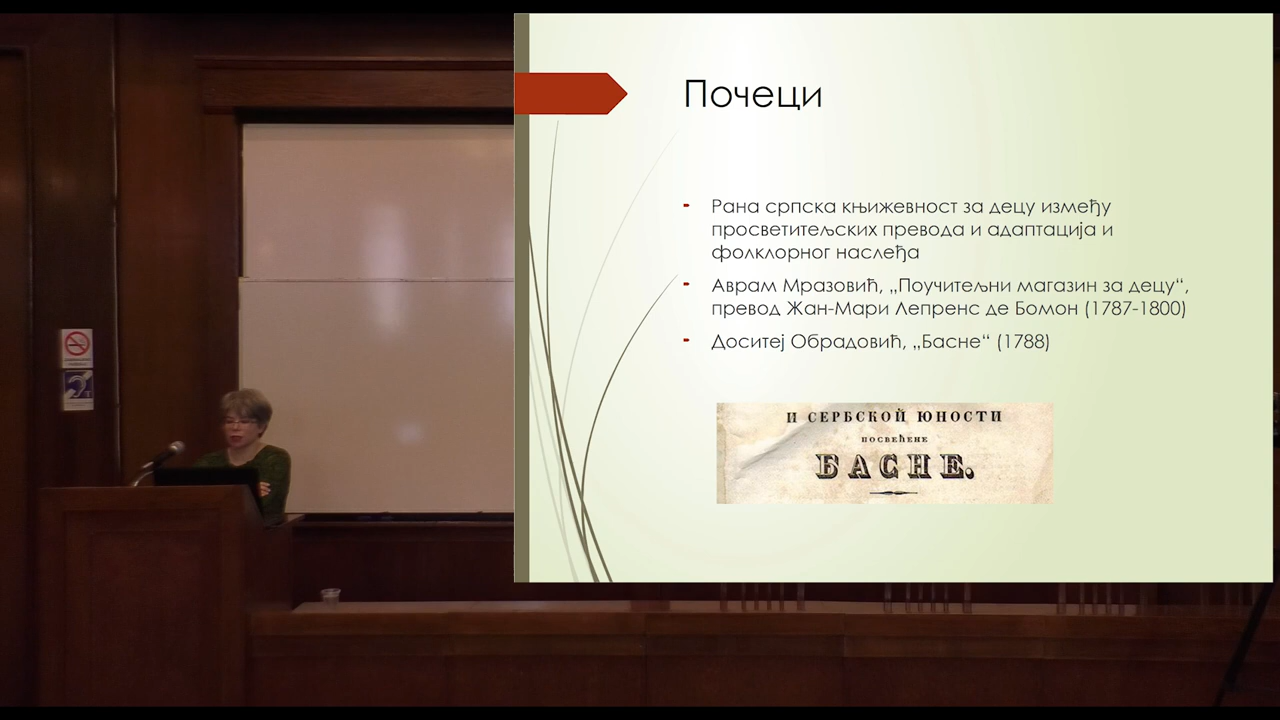 Почеци
Рана српска књижевност за децу између
просветитељских превода и адаптација и
фолклорног наслеђа
Аврам Мразовић, „Поучитељни магазин за децу“,
превод Жан-Мари Лепренс де Бомон (1787-1800)
Доситеј Обрадовић, „Басне“ (1788)
И СЕРБСКОЙ ЮНОСТИ
ПОСВЕЋЕНЕ
БАСНЕ.